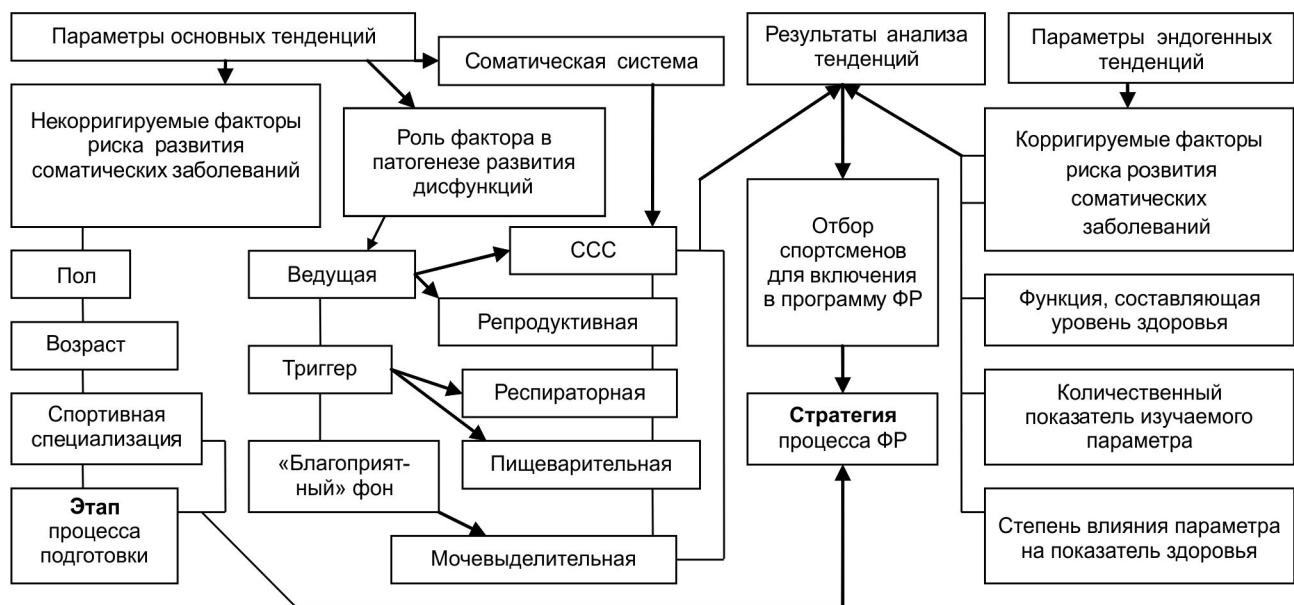 Параметры основных тенденций
Соматическая система
Результаты анализа
тенденций
Параметры эндогенных
тенденций
Некорригируемые факторы
риска развития
соматических заболеваний
Роль фактора в
патогенезе развития
дисфункций
Корригируемые факторы
риска розвития
соматических
заболеваний
Отбор
спортсменов
для включения
в программу ФР
ССС
Пол
Ведущая
Репродуктивная
Функция, составляющая
уровень здоровья
Возраст
Триггер
Респираторная
Количественный
показатель изучаемого
параметра
Спортивная
специализация
Стратегия
процесса ФР
«Благоприят-
ный» фон
Пищеварительная
Этап
процесса
подготовки
Мочевыделительная
Степень влияния параметра
на показатель здоровья